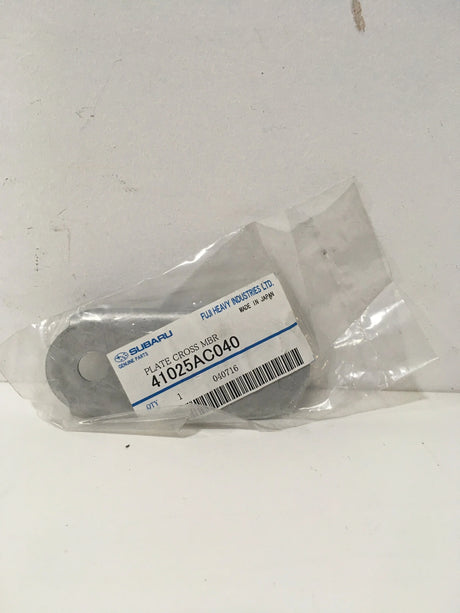 SUBARU
GENUINE PARTS
FUJI HEAVY INDUSTRIES LTD.
MADE IN JAPAN
PLATE CROSS MBR
41025AC040
QTY 1 040716